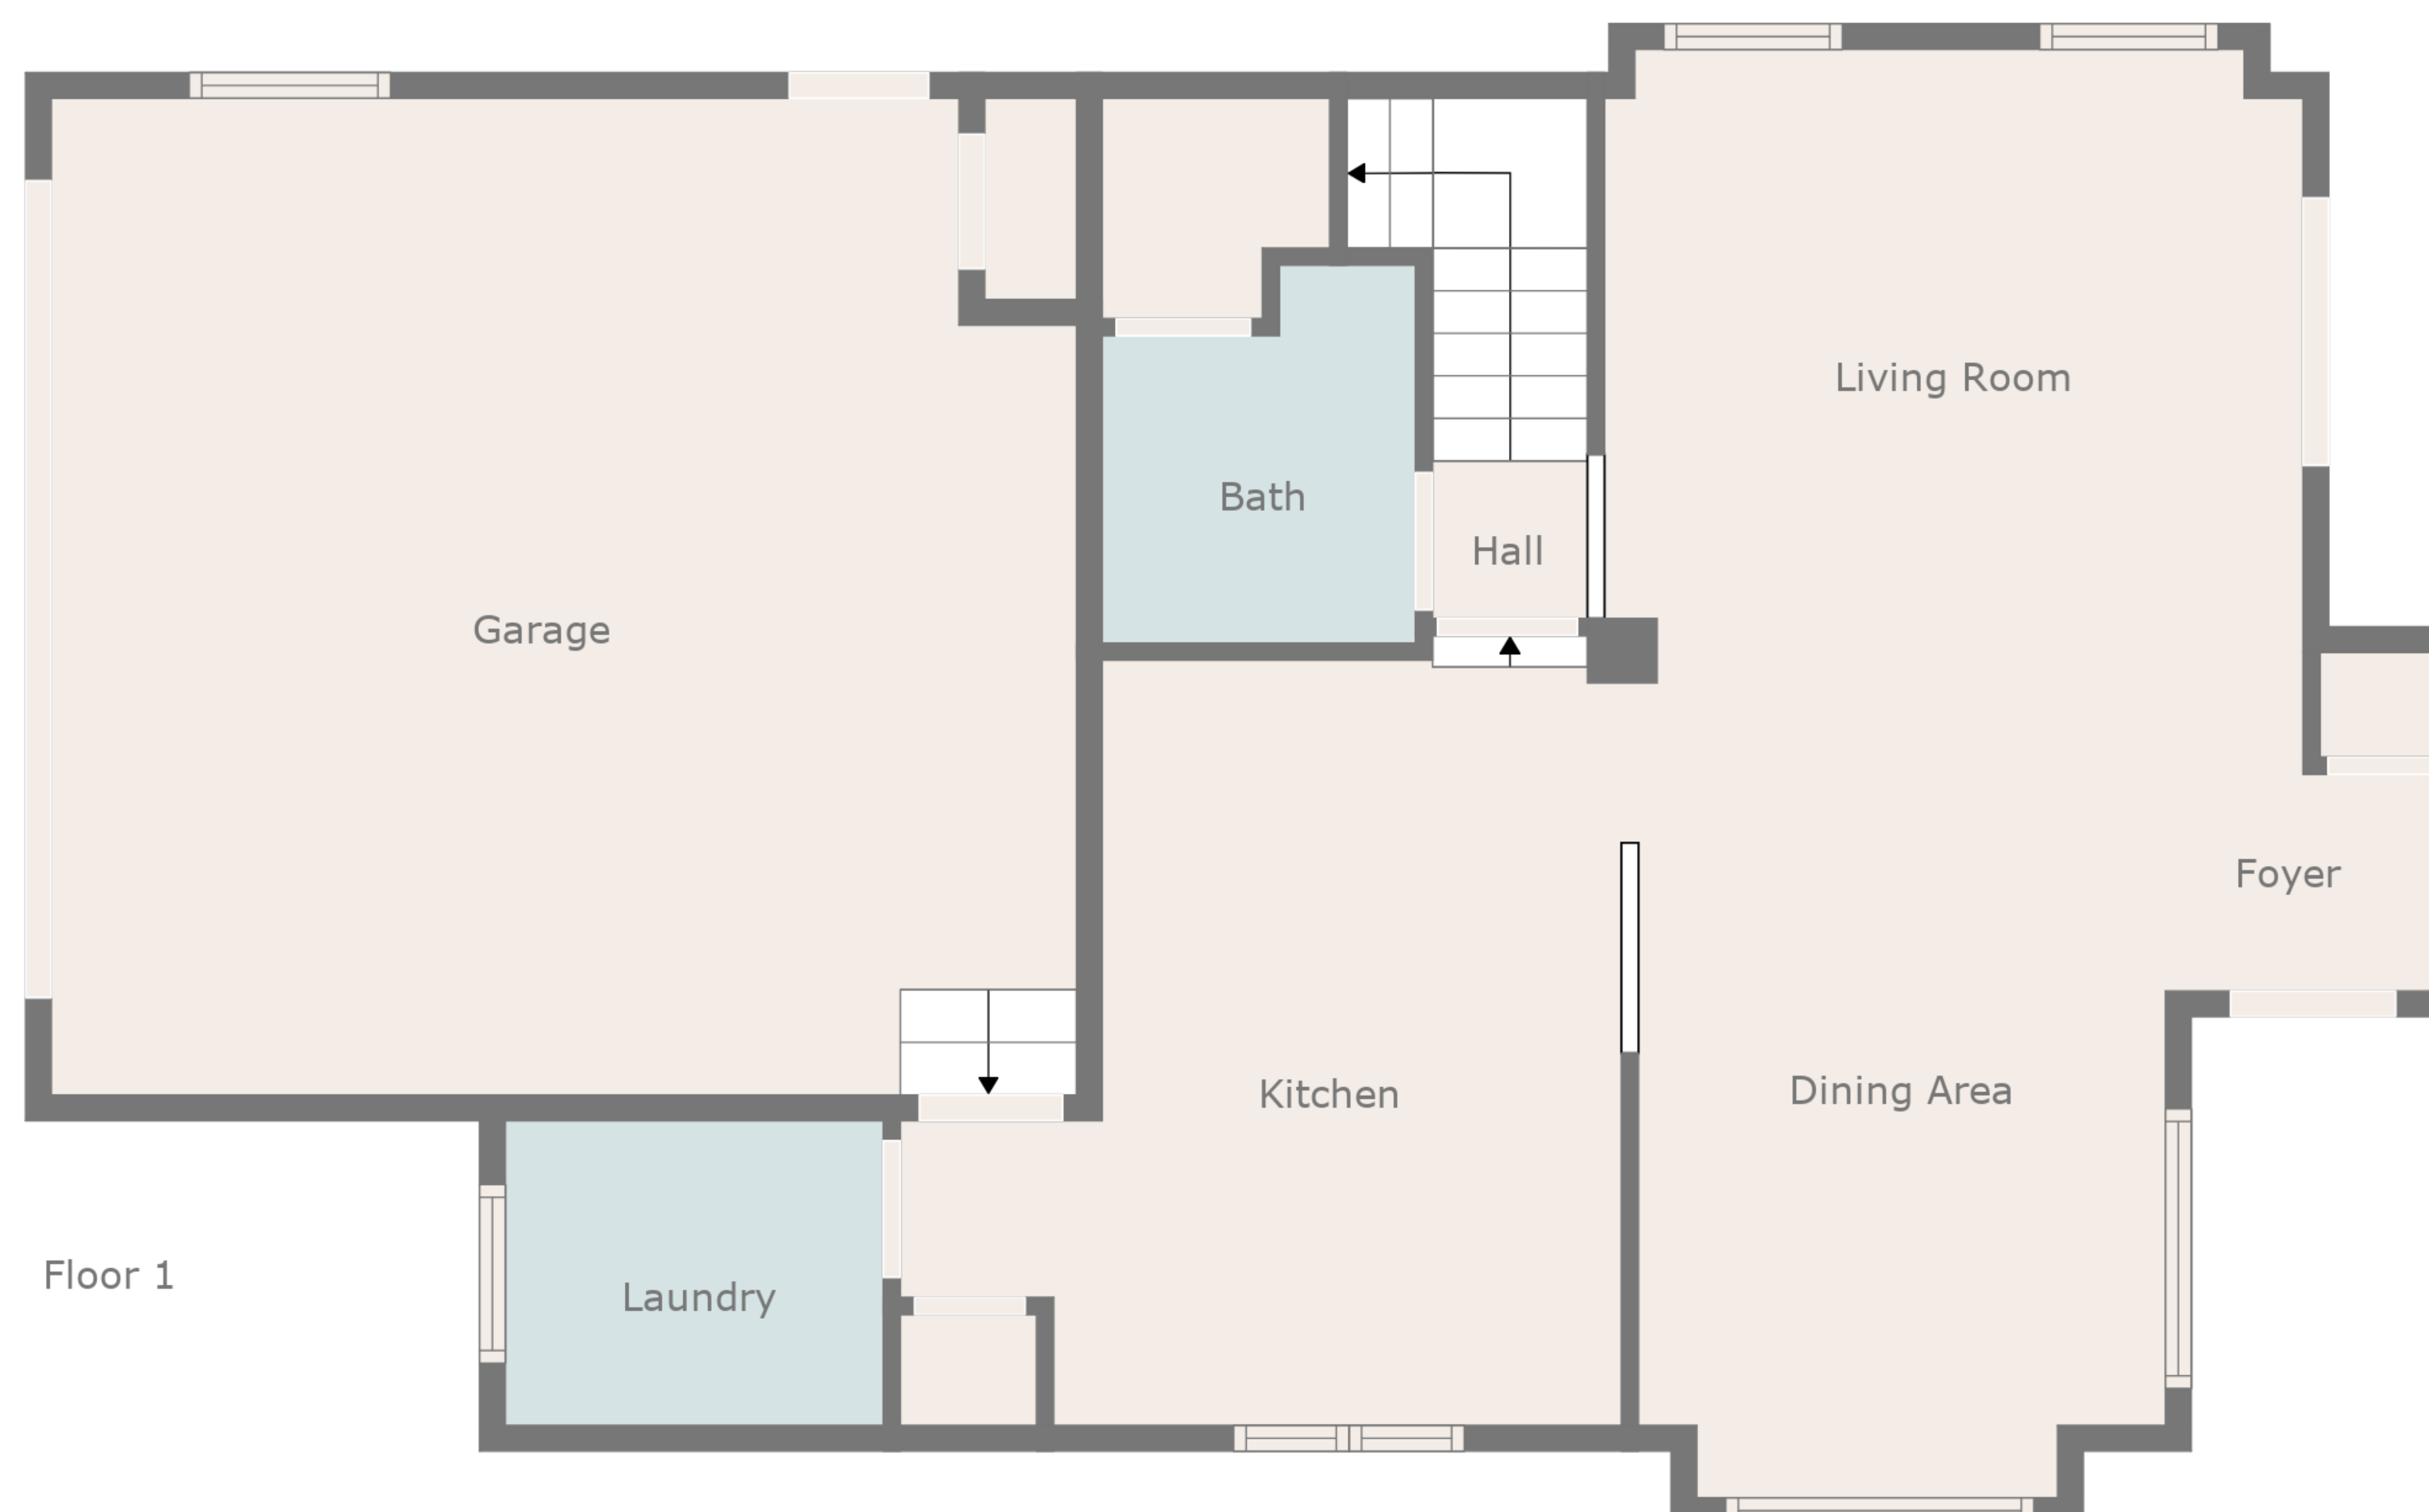 Living Room
Bath
Hall
Garage
Foyer
Kitchen
Dining Area
Floor 1
Laundry